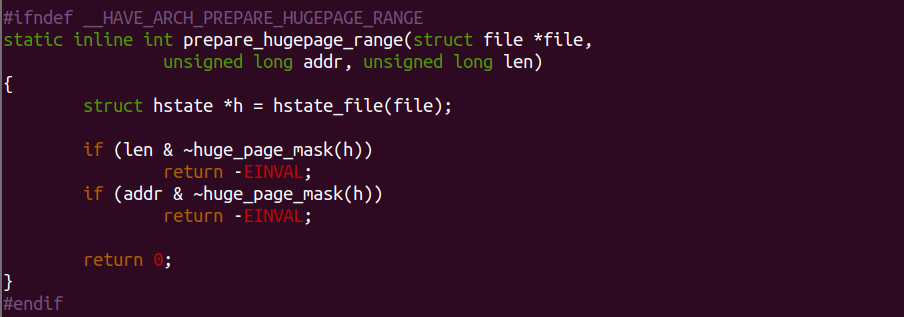 #ifndef __HAVE_ARCH_PREPARE_HUGEPAGE_RANGE
static inline int prepare_hugepage_range(struct file *file,
                unsigned long addr, unsigned long len)
{
        struct hstate *h = hstate_file(file);

        if (len & ~huge_page_mask(h))
                return -EINVAL;
        if (addr & ~huge_page_mask(h))
                return -EINVAL;

        return 0;
}
#endif